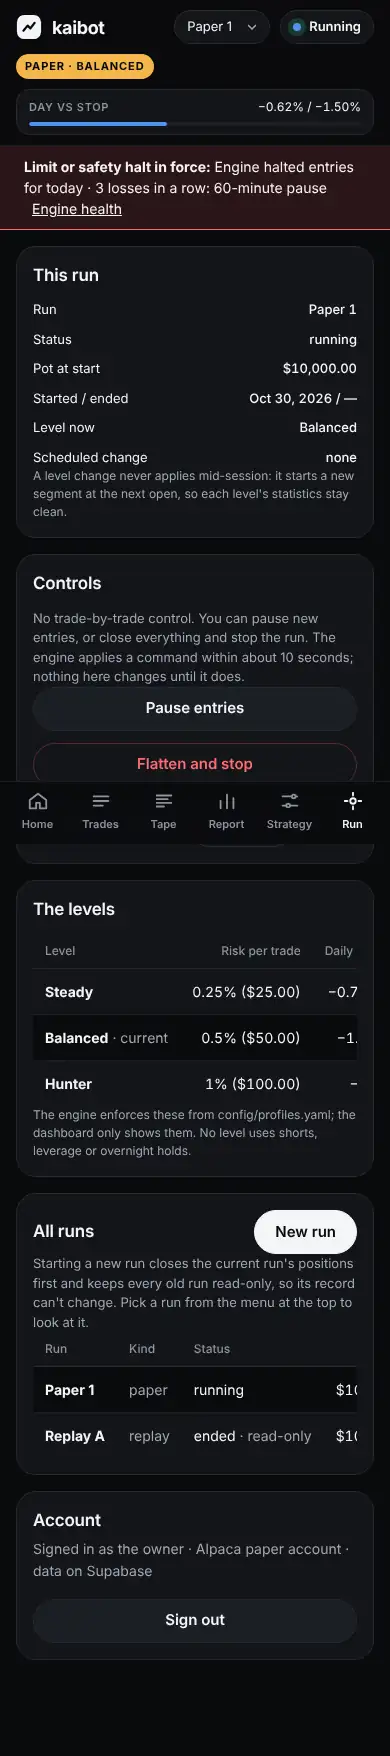 kaibot
Paper 1
Running
PAPER · BALANCED
DAY VS STOP
−0.62% / −1.50%
Limit or safety halt in force: Engine halted entries
for today · 3 losses in a row: 60-minute pause
Engine health
This run
Run Paper 1
Status running
Pot at start $10,000.00
Started / ended Oct 30, 2026 / —
Level now Balanced
Scheduled change none
A level change never applies mid-session: it starts a new
segment at the next open, so each level's statistics stay
clean.
Controls
No trade-by-trade control. You can pause new
entries, or close everything and stop the run. The
engine applies a command within about 10 seconds;
nothing here changes until it does.
Pause entries
Flatten and stop
Home Trades Tape Report Strategy Run
The levels
Level Risk per trade Daily
Steady 0.25% ($25.00) −0.7
Balanced · current 0.5% ($50.00) −1.
Hunter 1% ($100.00) −
The engine enforces these from config/profiles.yaml; the
dashboard only shows them. No level uses shorts,
leverage or overnight holds.
All runs
New run
Starting a new run closes the current run's positions
first and keeps every old run read-only, so its record
can't change. Pick a run from the menu at the top to
look at it.
Run Kind Status
Paper 1 paper running $10
Replay A replay ended · read-only $10
Account
Signed in as the owner · Alpaca paper account ·
data on Supabase
Sign out